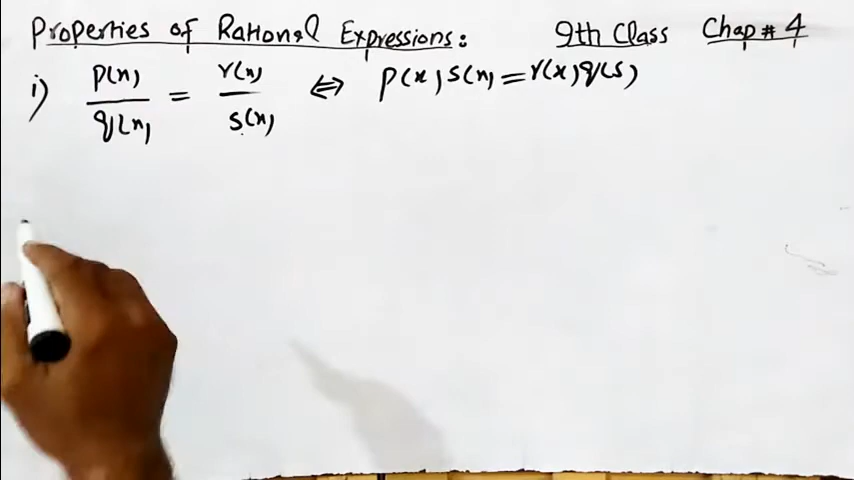 Properties of Rational Expressions: 9th Class Chap # 4
i) p(x)/q(x) = r(x)/s(x) ⇔ p(x) s(x) = r(x) q(s)